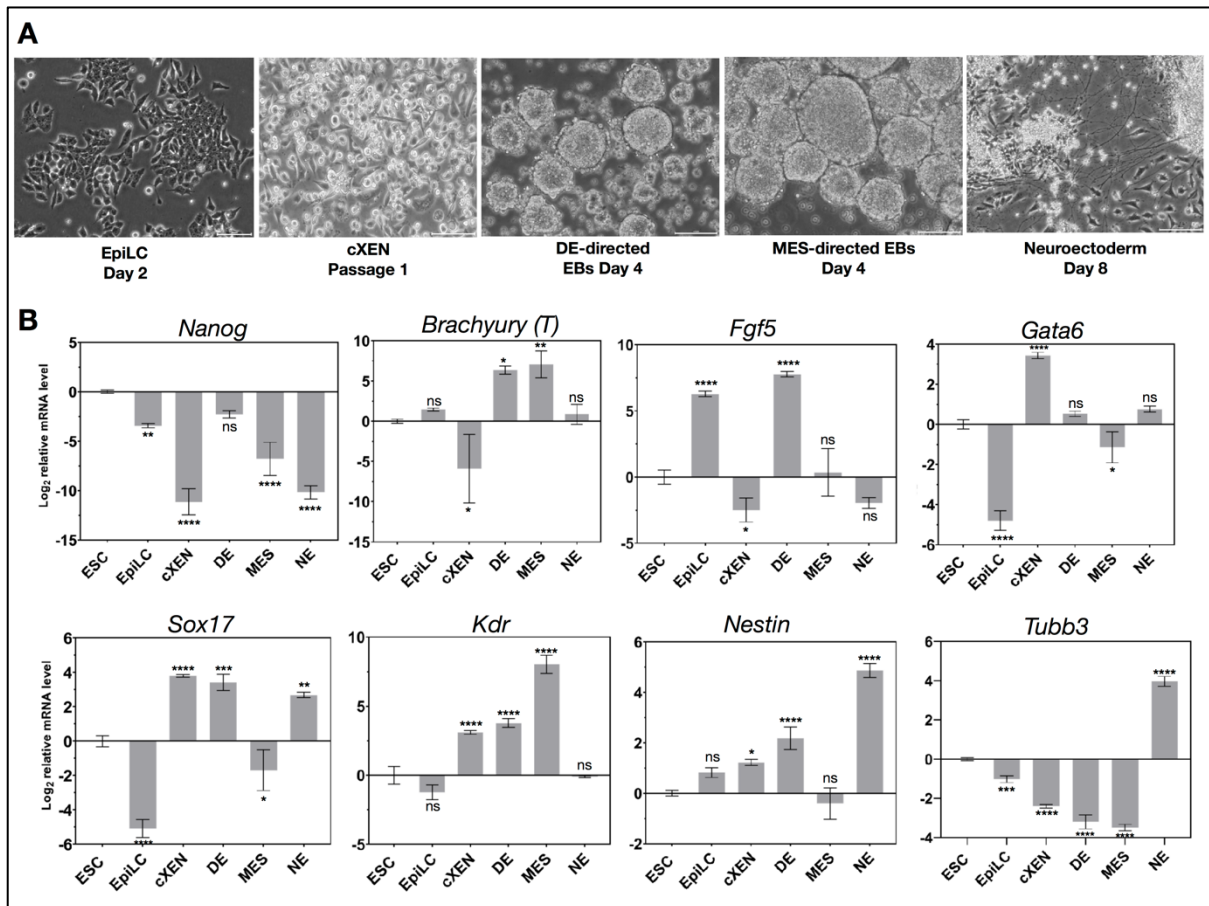 A
EpiLC
Day 2
cXEN
Passage 1
DE-directed
EBs Day 4
MES-directed EBs
Day 4
Neuroectoderm
Day 8
B
Nanog
Log2 relative mRNA level
5
0
-5
-10
-15
**
****
ns
****
****
ESC
EpiLC
cXEN
DE
MES
NE
Brachyury (T)
10
5
0
-5
-10
-15
ns
*
*
**
ns
ESC
EpiLC
cXEN
DE
MES
NE
Fgf5
10
5
0
-5
****
*
****
ns
ns
ESC
EpiLC
cXEN
DE
MES
NE
Gata6
4
2
0
-2
-4
-6
****
****
ns
*
ns
ESC
EpiLC
cXEN
DE
MES
NE
Sox17
Log2 relative mRNA level
6
4
2
0
-2
-4
-6
****
****
***
*
**
ESC
EpiLC
cXEN
DE
MES
NE
Kdr
10
5
0
-5
ns
****
****
****
ns
ESC
EpiLC
cXEN
DE
MES
NE
Nestin
6
4
2
0
-2
ns
*
****
ns
****
ESC
EpiLC
cXEN
DE
MES
NE
Tubb3
6
4
2
0
-2
-4
***
****
****
****
****
ESC
EpiLC
cXEN
DE
MES
NE